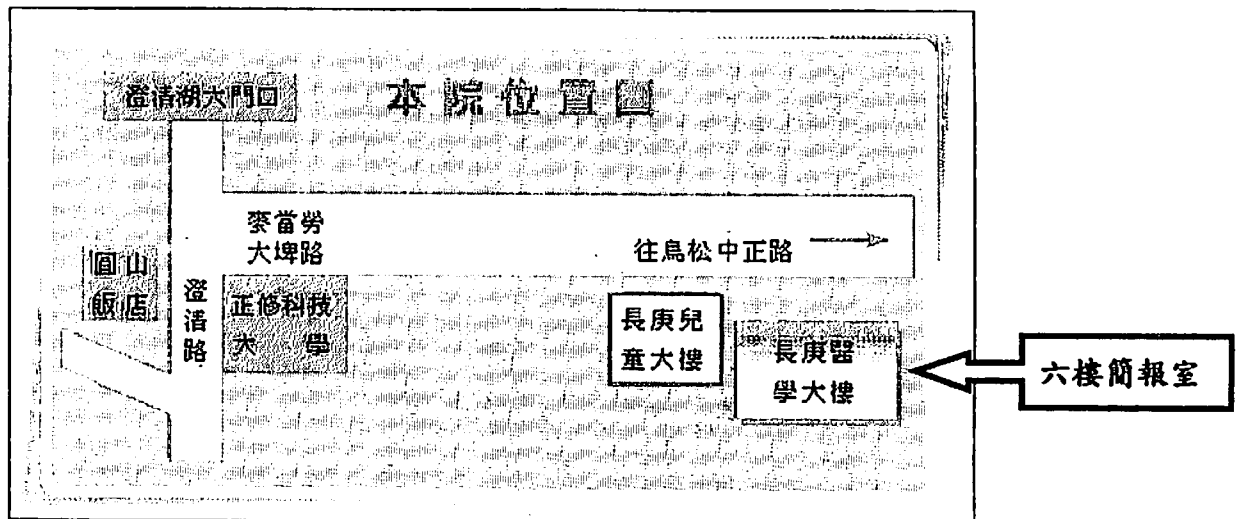 澄清湖大門口
本院位置圖
麥當勞
大埤路
往鳥松中正路
圓山
飯店
澄清路
正修科技
大學
長庚兒
童大樓
長庚醫
學大樓
六樓簡報室